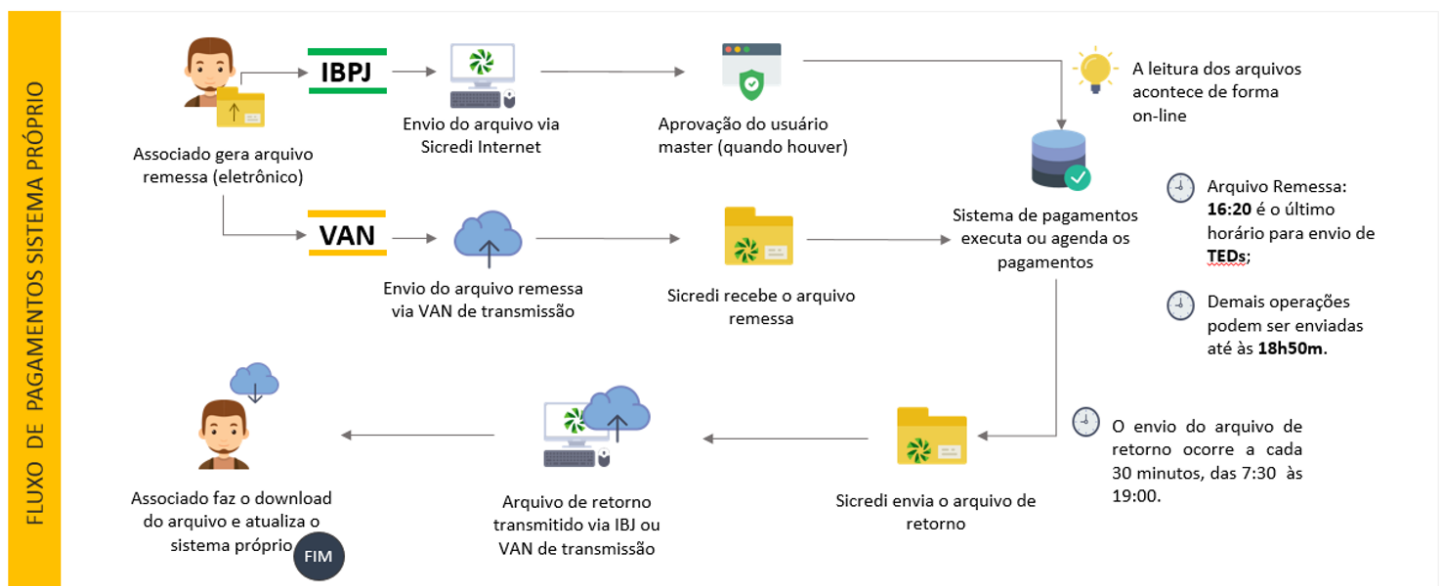 FLUXO DE PAGAMENTOS SISTEMA PRÓPRIO
IBPJ
Associado gera arquivo
remessa (eletrônico)
Envio do arquivo via
Sicredi Internet
Aprovação do usuário
master (quando houver)
A leitura dos arquivos
acontece de forma
on-line
VAN
Envio do arquivo remessa
via VAN de transmissão
Sicredi recebe o arquivo
remessa
Sistema de pagamentos
executa ou agenda os
pagamentos
Arquivo Remessa:
16:20 é o último
horário para envio de
TEDs;
Demais operações
podem ser enviadas
até às 18h50m.
O envio do arquivo de
retorno ocorre a cada
30 minutos, das 7:30 às
19:00.
Sicredi envia o arquivo de
retorno
Arquivo de retorno
transmitido via IBJ ou
VAN de transmissão
Associado faz o download
do arquivo e atualiza o
sistema próprio
FIM